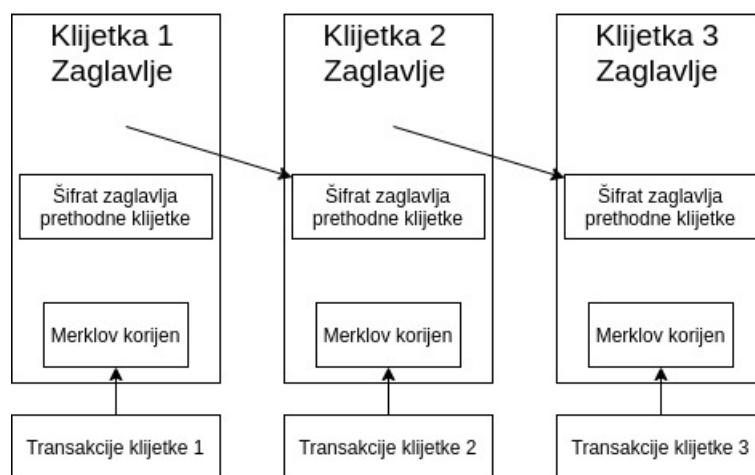 Klijetka 1
Zaglavlje
Šifrat zaglavlja
prethodne klijetke
Merklov korijen
Transakcije klijetke 1
Klijetka 2
Zaglavlje
Šifrat zaglavlja
prethodne klijetke
Merklov korijen
Transakcije klijetke 2
Klijetka 3
Zaglavlje
Šifrat zaglavlja
prethodne klijetke
Merklov korijen
Transakcije klijetke 3